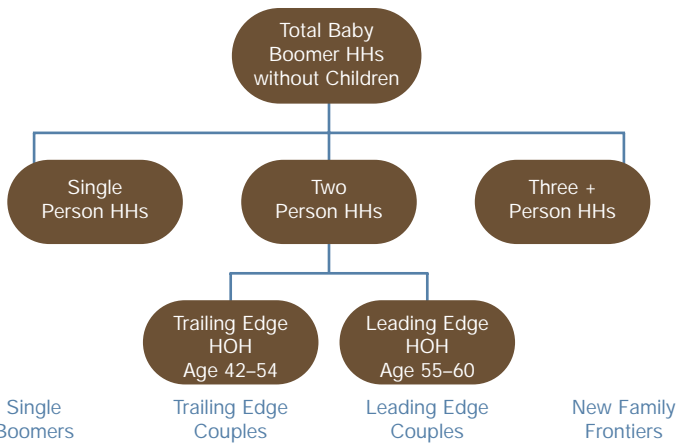 Total Baby
Boomer HHs
without Children
Single
Person HHs
Two
Person HHs
Three +
Person HHs
Trailing Edge
HOH
Age 42–54
Leading Edge
HOH
Age 55–60
Single
Boomers
Trailing Edge
Couples
Leading Edge
Couples
New Family
Frontiers